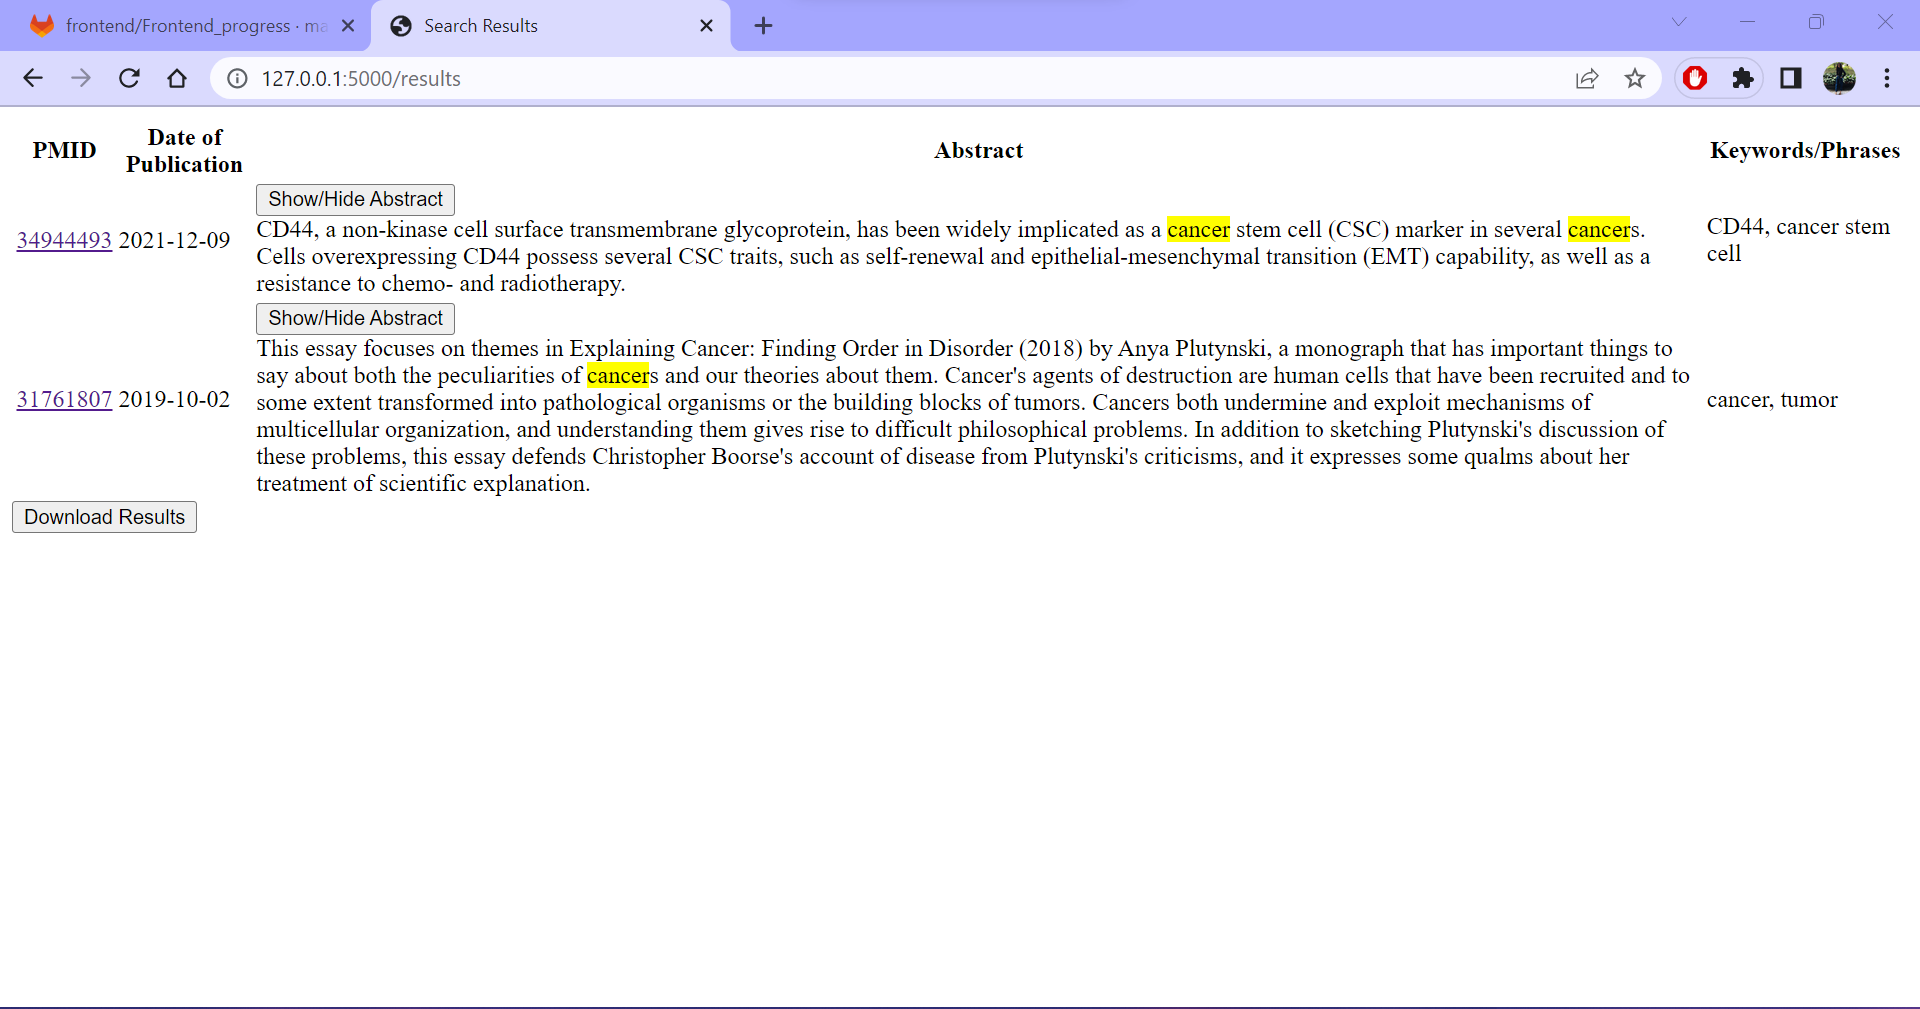 frontend/Frontend_progress · ma
Search Results
127.0.0.1:5000/results
PMID
Date of
Publication
Abstract
Keywords/Phrases
Show/Hide Abstract
34944493 2021-12-09
CD44, a non-kinase cell surface transmembrane glycoprotein, has been widely implicated as a cancer stem cell (CSC) marker in several cancers.
Cells overexpressing CD44 possess several CSC traits, such as self-renewal and epithelial-mesenchymal transition (EMT) capability, as well as a
resistance to chemo- and radiotherapy.
CD44, cancer stem
cell
Show/Hide Abstract
31761807 2019-10-02
This essay focuses on themes in Explaining Cancer: Finding Order in Disorder (2018) by Anya Plutynski, a monograph that has important things to
say about both the peculiarities of cancers and our theories about them. Cancer's agents of destruction are human cells that have been recruited and to
some extent transformed into pathological organisms or the building blocks of tumors. Cancers both undermine and exploit mechanisms of
multicellular organization, and understanding them gives rise to difficult philosophical problems. In addition to sketching Plutynski's discussion of
these problems, this essay defends Christopher Boorse's account of disease from Plutynski's criticisms, and it expresses some qualms about her
treatment of scientific explanation.
cancer, tumor
Download Results